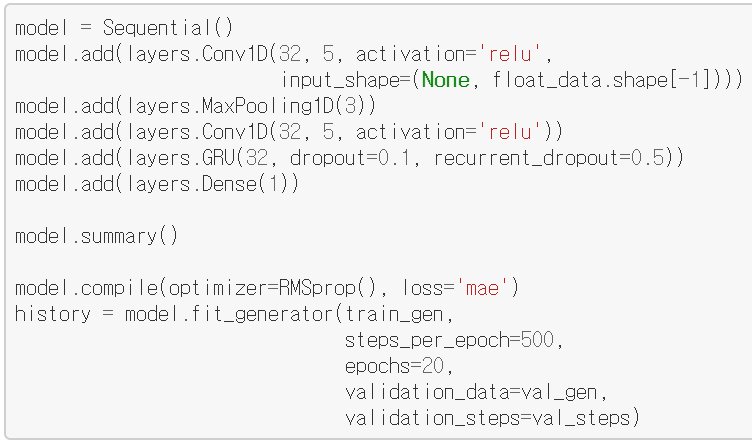 model = Sequential()
model.add(layers.Conv1D(32, 5, activation='relu',
                        input_shape=(None, float_data.shape[-1])))
model.add(layers.MaxPooling1D(3))
model.add(layers.Conv1D(32, 5, activation='relu'))
model.add(layers.GRU(32, dropout=0.1, recurrent_dropout=0.5))
model.add(layers.Dense(1))

model.summary()

model.compile(optimizer=RMSprop(), loss='mae')
history = model.fit_generator(train_gen,
                              steps_per_epoch=500,
                              epochs=20,
                              validation_data=val_gen,
                              validation_steps=val_steps)